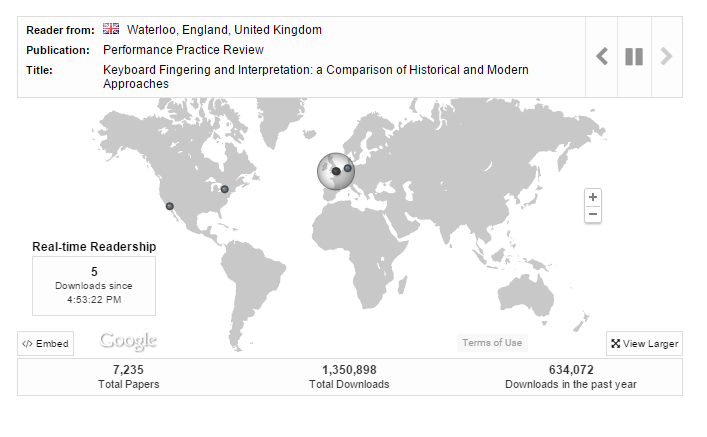 Reader from: Waterloo, England, United Kingdom
Publication: Performance Practice Review
Title: Keyboard Fingering and Interpretation: a Comparison of Historical and Modern
Approaches
+
−
Real-time Readership
5
Downloads since
4:53:22 PM
</> Embed
Google
Terms of Use
View Larger
7,235
Total Papers
1,350,898
Total Downloads
634,072
Downloads in the past year